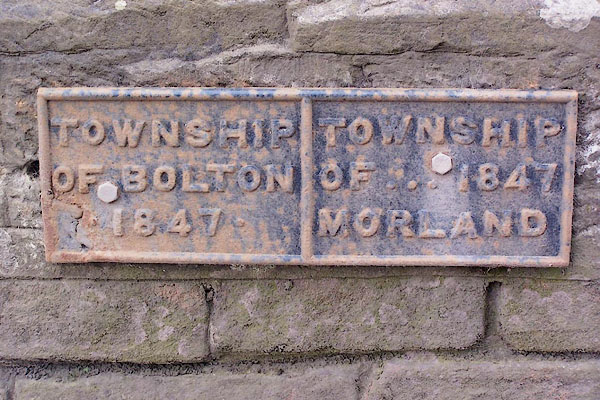 TOWNSHIP
OF BOLTON
1847
TOWNSHIP
OF ... 1847
MORLAND